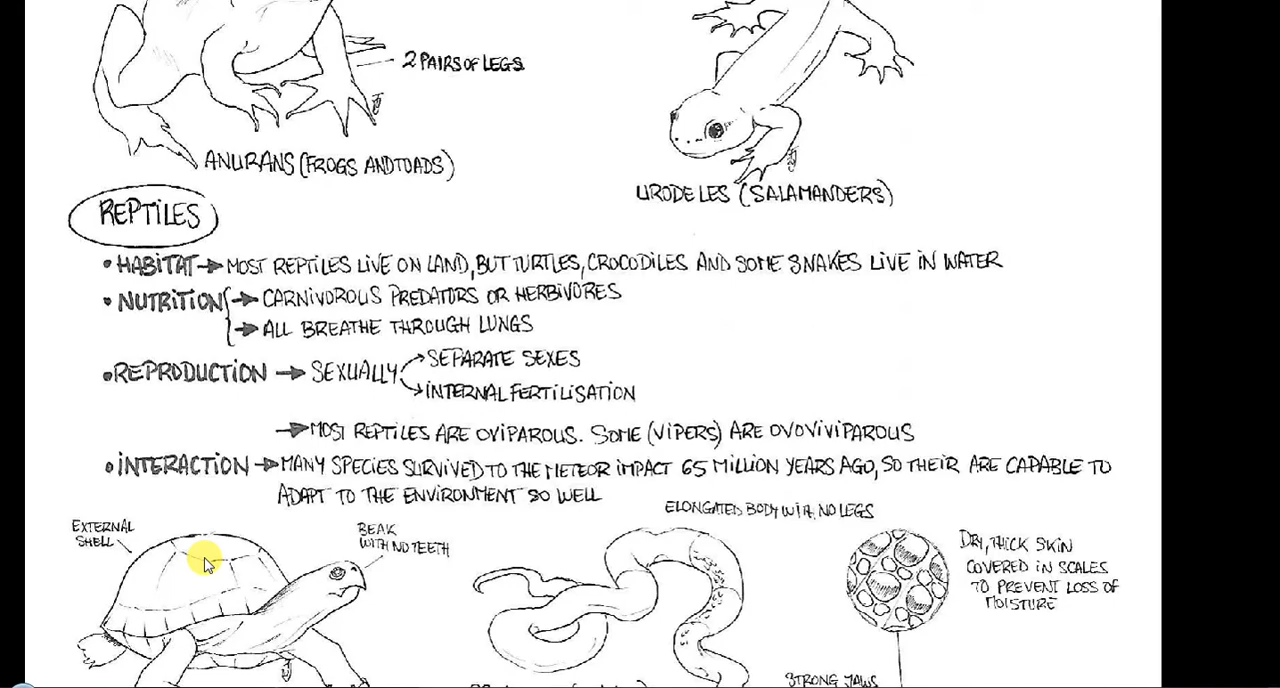 2 PAIRS OF LEGS
ANURANS (FROGS AND TOADS)
URODELES (SALAMANDERS)
REPTILES
• HABITAT → MOST REPTILES LIVE ON LAND, BUT TURTLES, CROCODILES AND SOME SNAKES LIVE IN WATER
• NUTRITION { → CARNIVOROUS PREDATORS OR HERBIVORES
→ ALL BREATHE THROUGH LUNGS
• REPRODUCTION → SEXUALLY → SEPARATE SEXES
→ INTERNAL FERTILISATION
→ MOST REPTILES ARE OVIPAROUS. SOME (VIPERS) ARE OVOVIVIPAROUS
• INTERACTION → MANY SPECIES SURVIVED TO THE METEOR IMPACT 65 MILLION YEARS AGO, SO THEIR ARE CAPABLE TO
ADAPT TO THE ENVIRONMENT SO WELL
EXTERNAL
SHELL
BEAK
WITH NO TEETH
ELONGATED BODY WITH NO LEGS
DRY, THICK SKIN
COVERED IN SCALES
TO PREVENT LOSS OF
MOISTURE
STRONG JAWS